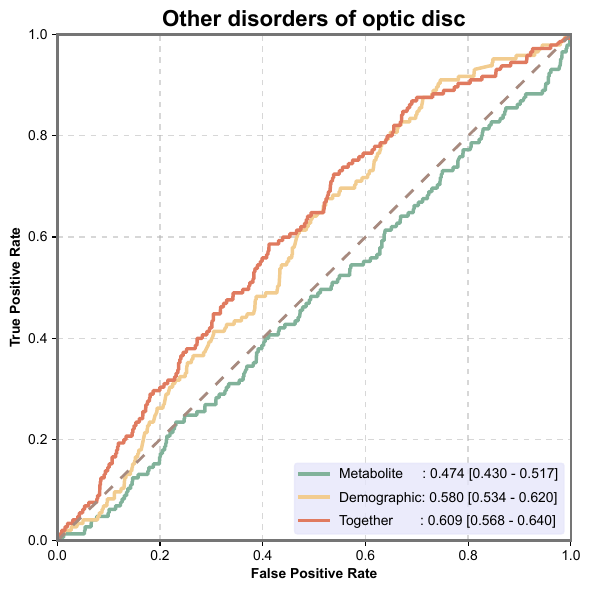 Other disorders of optic disc
1.0
0.8
0.6
0.4
0.2
0.0
True Positive Rate
Metabolite : 0.474 [0.430 - 0.517]
Demographic: 0.580 [0.534 - 0.620]
Together : 0.609 [0.568 - 0.640]
0.0 0.2 0.4 0.6 0.8 1.0
False Positive Rate